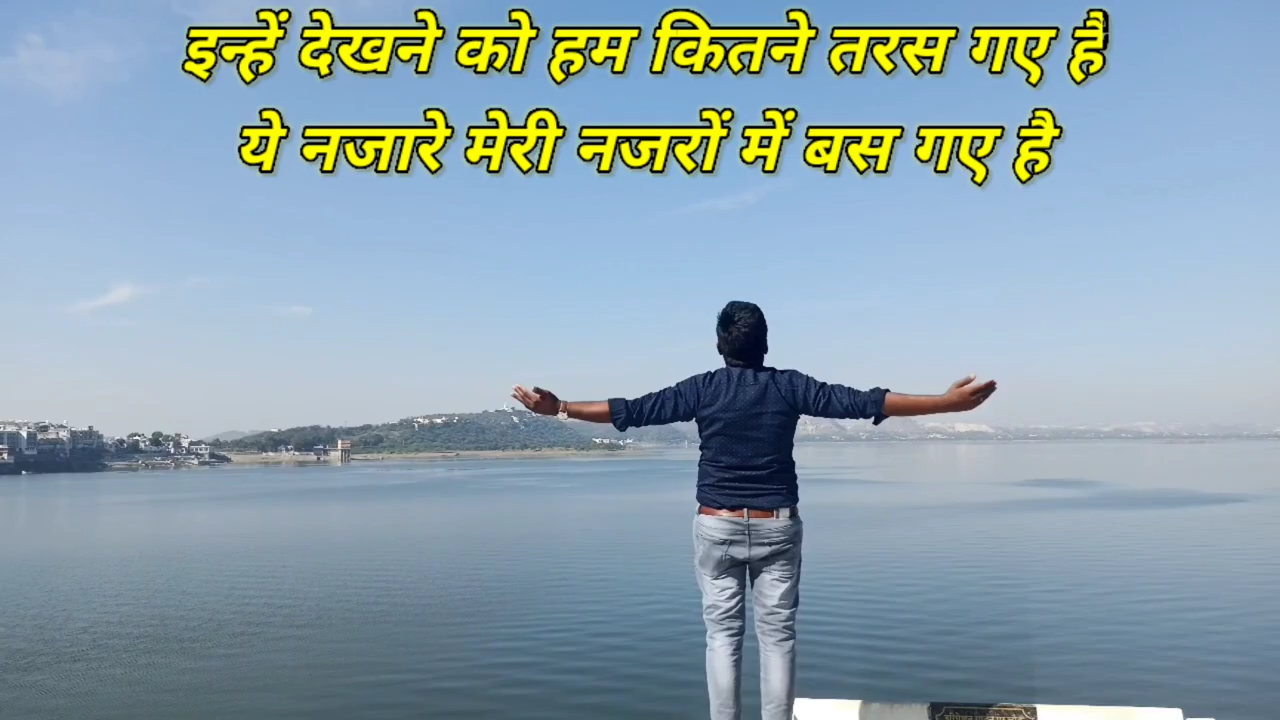 इन्हें देखने को हम कितने तरस गए है
ये नजारे मेरी नजरों में बस गए है